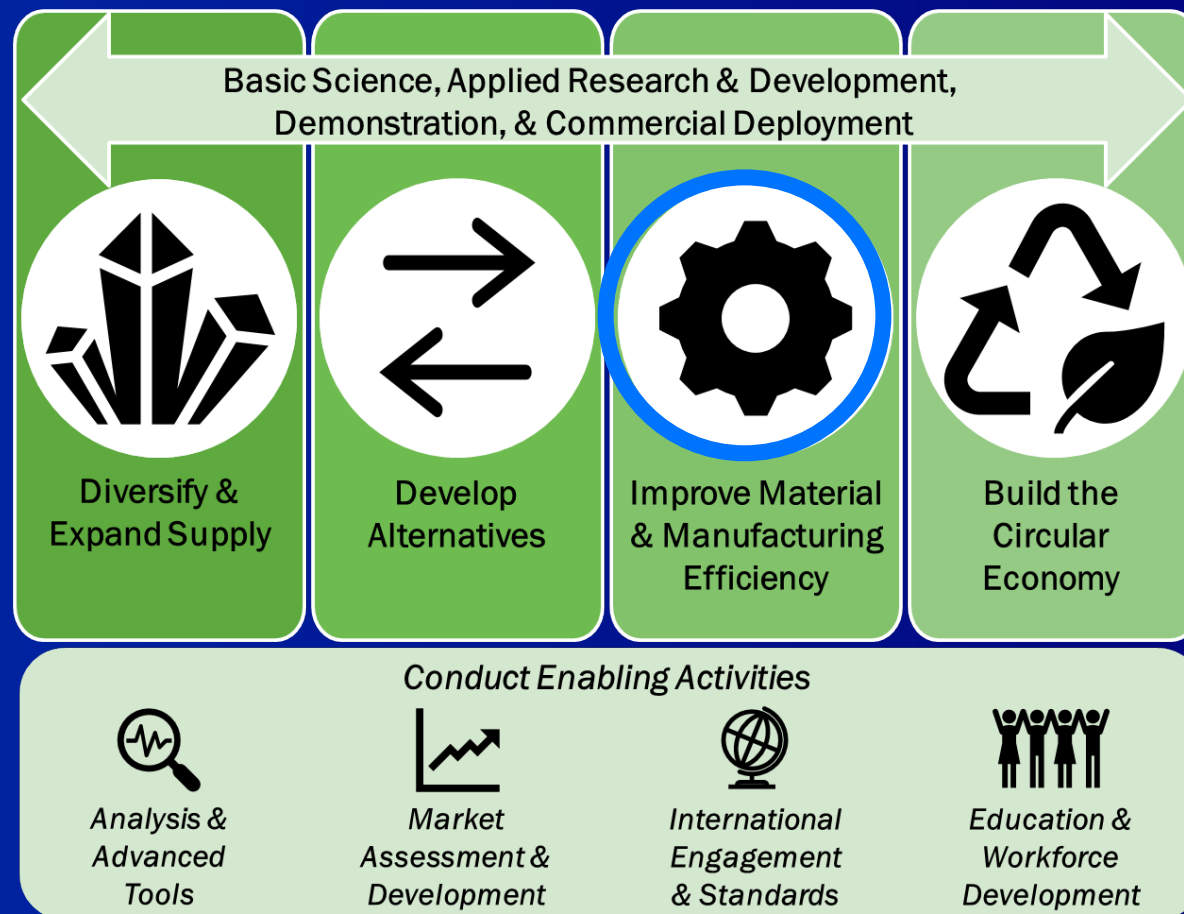 Basic Science, Applied Research & Development,
Demonstration, & Commercial Deployment
Diversify &
Expand Supply
Develop
Alternatives
Improve Material
& Manufacturing
Efficiency
Build the
Circular
Economy
Conduct Enabling Activities
Analysis &
Advanced
Tools
Market
Assessment &
Development
International
Engagement
& Standards
Education &
Workforce
Development